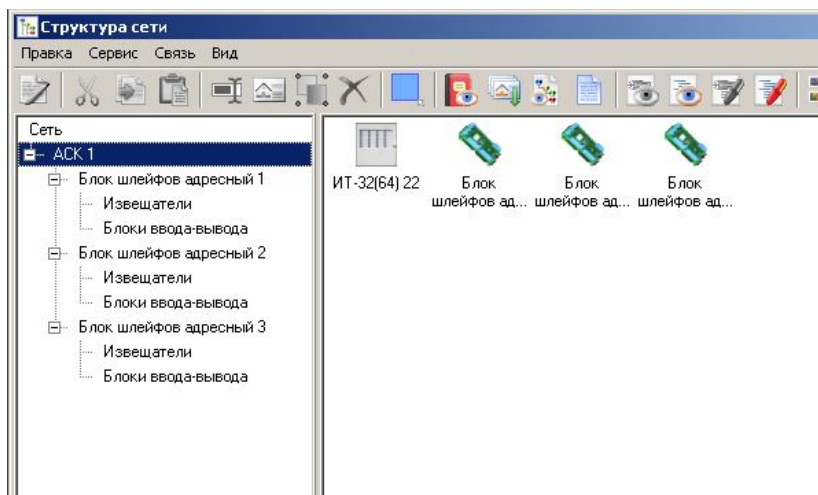 Структура сети
Правка Сервис Связь Вид
Сеть
АСК 1
Блок шлейфов адресный 1
Извещатели
Блоки ввода-вывода
Блок шлейфов адресный 2
Извещатели
Блоки ввода-вывода
Блок шлейфов адресный 3
Извещатели
Блоки ввода-вывода
ИТ-32(64) 22
Блок
шлейфов ад...
Блок
шлейфов ад...
Блок
шлейфов ад...